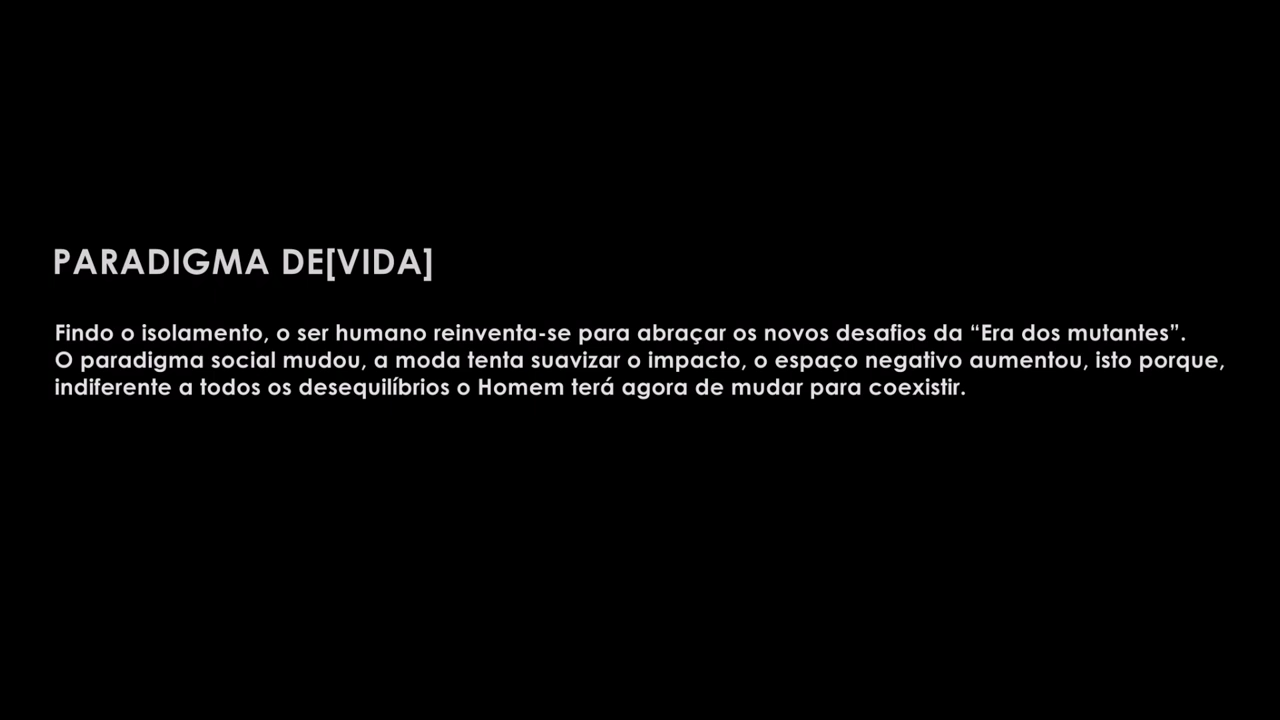 PARADIGMA DE[VIDA]
Findo o isolamento, o ser humano reinventa-se para abraçar os novos desafios da “Era dos mutantes”.
O paradigma social mudou, a moda tenta suavizar o impacto, o espaço negativo aumentou, isto porque,
indiferente a todos os desequilíbrios o Homem terá agora de mudar para coexistir.